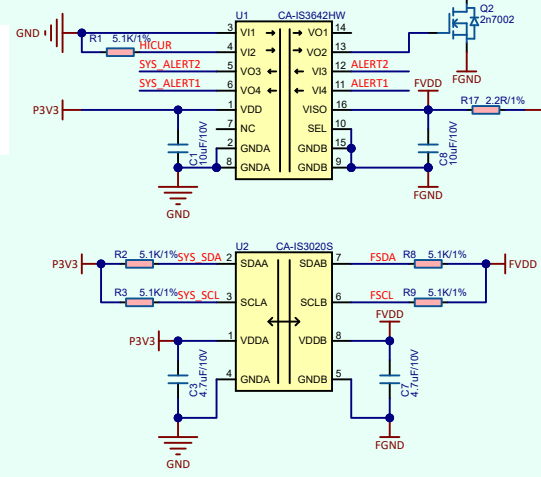 U1 CA-IS3642HW
Q2
2n7002
GND
R1 5.1K/1%
HICUR
3 VI1 VO1 14
4 VI2 VO2 13
SYS_ALERT2 5 VO3 VI3 12 ALERT2
SYS_ALERT1 6 VO4 VI4 11 ALERT1
FGND
P3V3 1 VDD VISO 16 FVDD R17 2.2R/1%
7 NC SEL 10
2 GNDA GNDB 15
8 GNDA GNDB 9
C1
10uF/10V
C8
10uF/10V
GND
FGND
U2 CA-IS3020S
P3V3 R2 5.1K/1% SYS_SDA 2 SDAA SDAB 7 FSDA R8 5.1K/1% FVDD
R3 5.1K/1% SYS_SCL 3 SCLA SCLB 6 FSCL R9 5.1K/1%
FVDD
P3V3 1 VDDA VDDB 8
4 GNDA GNDB 5
C3
4.7uF/10V
C7
4.7uF/10V
GND
FGND